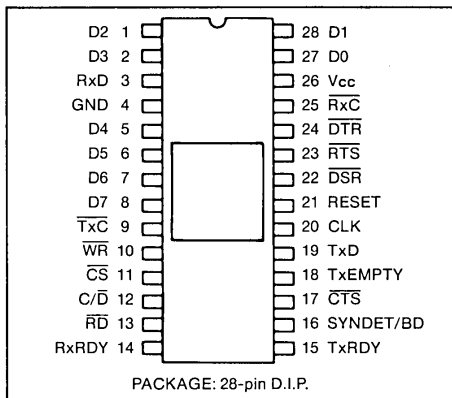 D2 1 28 D1
D3 2 27 D0
RxD 3 26 Vcc
GND 4 25 R̅x̅C̅
D4 5 24 D̅T̅R̅
D5 6 23 R̅T̅S̅
D6 7 22 D̅S̅R̅
D7 8 21 RESET
T̅x̅C̅ 9 20 CLK
W̅R̅ 10 19 TxD
C̅S̅ 11 18 TxEMPTY
C/D̅ 12 17 C̅T̅S̅
R̅D̅ 13 16 SYNDET/BD
RxRDY 14 15 TxRDY
PACKAGE: 28-pin D.I.P.